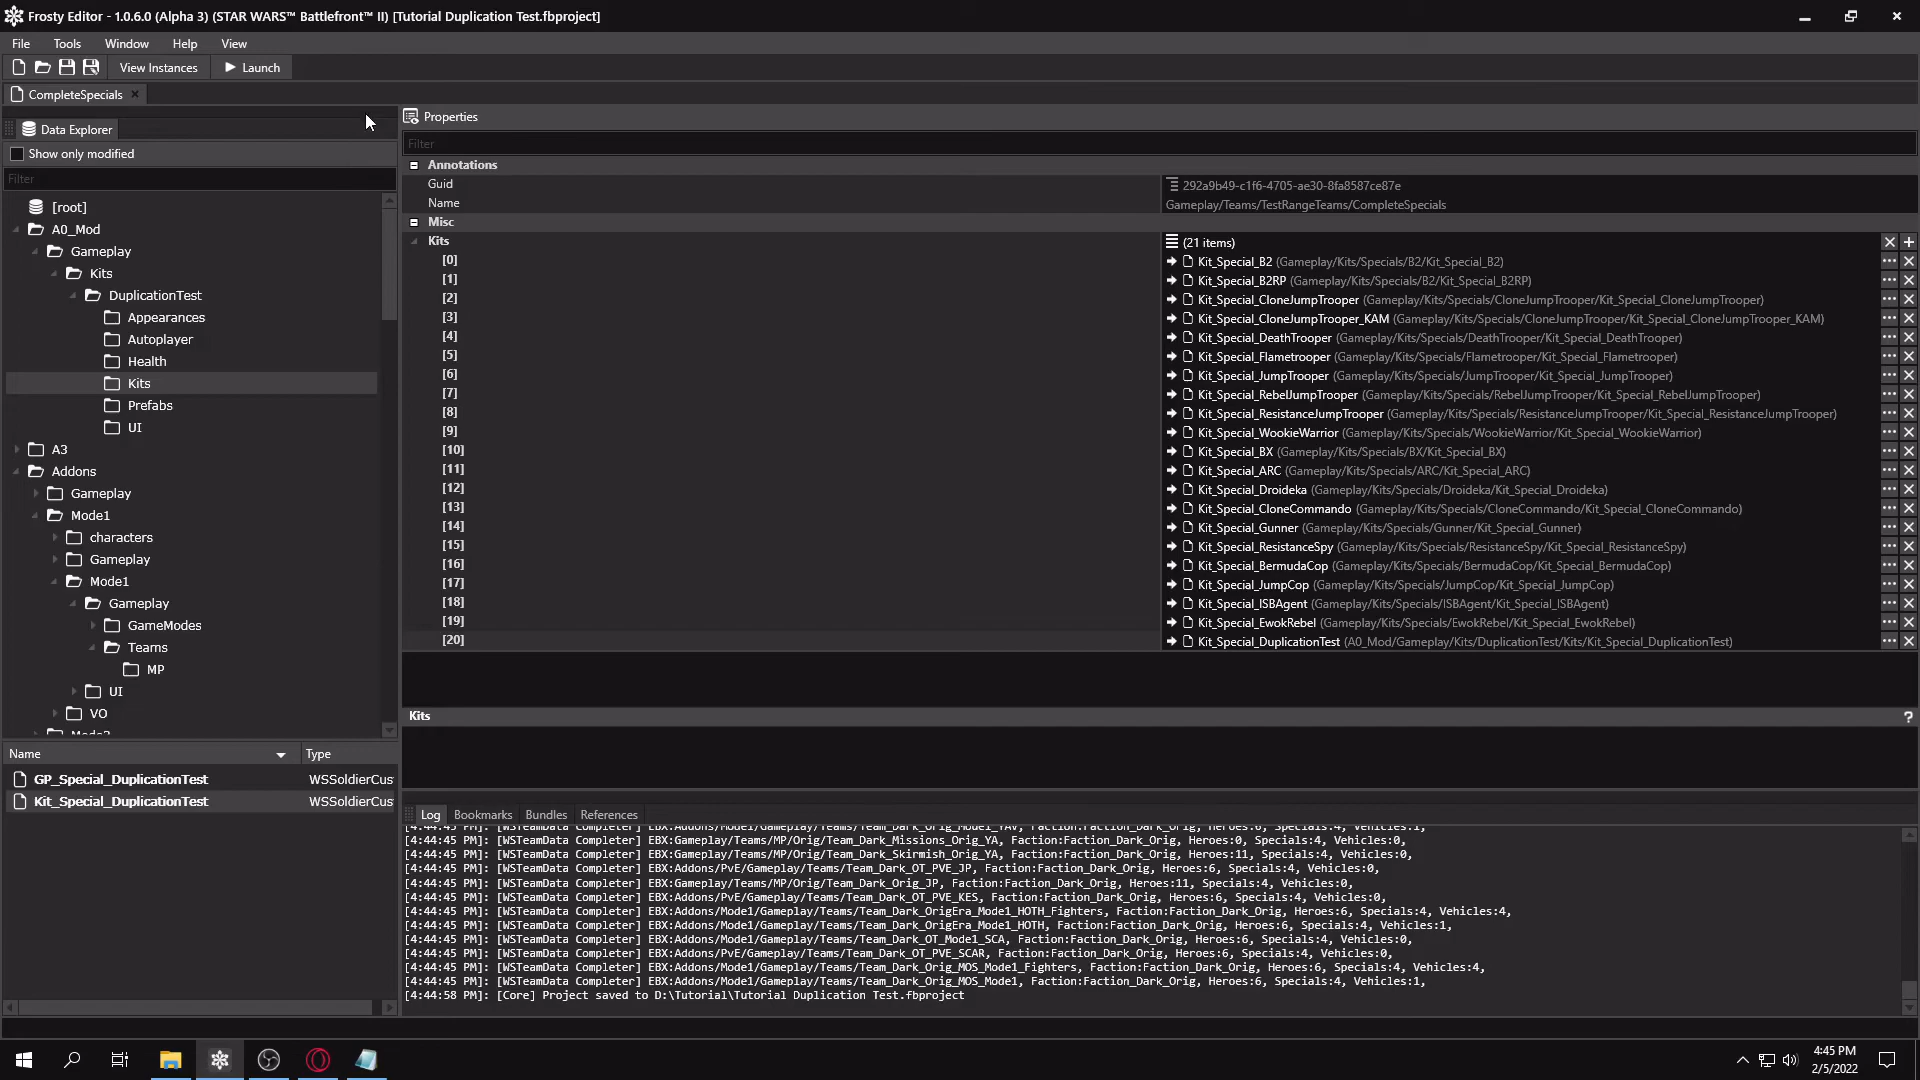 Frosty Editor - 1.0.6.0 (Alpha 3) (STAR WARS™ Battlefront™ II) [Tutorial Duplication Test.fbproject]
File Tools Window Help View
View Instances Launch
CompleteSpecials
Data Explorer
Show only modified
Filter
[root]
A0_Mod
Gameplay
Kits
DuplicationTest
Appearances
Autoplayer
Health
Kits
Prefabs
UI
A3
Addons
Gameplay
Mode1
characters
Gameplay
Mode1
Gameplay
GameModes
Teams
MP
UI
VO
Name Type
GP_Special_DuplicationTest WSSoldierCus
Kit_Special_DuplicationTest WSSoldierCus
Properties
Filter
Annotations
Guid 292a9b49-c1f6-4705-ae30-8fa8587ce87e
Name Gameplay/Teams/TestRangeTeams/CompleteSpecials
Misc
Kits (21 items)
[0] Kit_Special_B2 (Gameplay/Kits/Specials/B2/Kit_Special_B2)
[1] Kit_Special_B2RP (Gameplay/Kits/Specials/B2/Kit_Special_B2RP)
[2] Kit_Special_CloneJumpTrooper (Gameplay/Kits/Specials/CloneJumpTrooper/Kit_Special_CloneJumpTrooper)
[3] Kit_Special_CloneJumpTrooper_KAM (Gameplay/Kits/Specials/CloneJumpTrooper/Kit_Special_CloneJumpTrooper_KAM)
[4] Kit_Special_DeathTrooper (Gameplay/Kits/Specials/DeathTrooper/Kit_Special_DeathTrooper)
[5] Kit_Special_Flametrooper (Gameplay/Kits/Specials/Flametrooper/Kit_Special_Flametrooper)
[6] Kit_Special_JumpTrooper (Gameplay/Kits/Specials/JumpTrooper/Kit_Special_JumpTrooper)
[7] Kit_Special_RebelJumpTrooper (Gameplay/Kits/Specials/RebelJumpTrooper/Kit_Special_RebelJumpTrooper)
[8] Kit_Special_ResistanceJumpTrooper (Gameplay/Kits/Specials/ResistanceJumpTrooper/Kit_Special_ResistanceJumpTrooper)
[9] Kit_Special_WookieWarrior (Gameplay/Kits/Specials/WookieWarrior/Kit_Special_WookieWarrior)
[10] Kit_Special_BX (Gameplay/Kits/Specials/BX/Kit_Special_BX)
[11] Kit_Special_ARC (Gameplay/Kits/Specials/ARC/Kit_Special_ARC)
[12] Kit_Special_Droideka (Gameplay/Kits/Specials/Droideka/Kit_Special_Droideka)
[13] Kit_Special_CloneCommando (Gameplay/Kits/Specials/CloneCommando/Kit_Special_CloneCommando)
[14] Kit_Special_Gunner (Gameplay/Kits/Specials/Gunner/Kit_Special_Gunner)
[15] Kit_Special_ResistanceSpy (Gameplay/Kits/Specials/ResistanceSpy/Kit_Special_ResistanceSpy)
[16] Kit_Special_BermudaCop (Gameplay/Kits/Specials/BermudaCop/Kit_Special_BermudaCop)
[17] Kit_Special_JumpCop (Gameplay/Kits/Specials/JumpCop/Kit_Special_JumpCop)
[18] Kit_Special_ISBAgent (Gameplay/Kits/Specials/ISBAgent/Kit_Special_ISBAgent)
[19] Kit_Special_EwokRebel (Gameplay/Kits/Specials/EwokRebel/Kit_Special_EwokRebel)
[20] Kit_Special_DuplicationTest (A0_Mod/Gameplay/Kits/DuplicationTest/Kits/Kit_Special_DuplicationTest)
Kits ?
Log Bookmarks Bundles References
[4:44:45 PM]: [WSTeamData Completer] EBX:Addons/Mode1/Gameplay/Teams/Team_Dark_Orig_Mode1_YAV, Faction:Faction_Dark_Orig, Heroes:6, Specials:4, Vehicles:1,
[4:44:45 PM]: [WSTeamData Completer] EBX:Gameplay/Teams/MP/Orig/Team_Dark_Missions_Orig_YA, Faction:Faction_Dark_Orig, Heroes:0, Specials:4, Vehicles:0,
[4:44:45 PM]: [WSTeamData Completer] EBX:Gameplay/Teams/MP/Orig/Team_Dark_Skirmish_Orig_YA, Faction:Faction_Dark_Orig, Heroes:11, Specials:4, Vehicles:0,
[4:44:45 PM]: [WSTeamData Completer] EBX:Addons/PvE/Gameplay/Teams/Team_Dark_OT_PVE_JP, Faction:Faction_Dark_Orig, Heroes:6, Specials:4, Vehicles:0,
[4:44:45 PM]: [WSTeamData Completer] EBX:Gameplay/Teams/MP/Orig/Team_Dark_Orig_JP, Faction:Faction_Dark_Orig, Heroes:11, Specials:4, Vehicles:0,
[4:44:45 PM]: [WSTeamData Completer] EBX:Addons/PvE/Gameplay/Teams/Team_Dark_OT_PVE_KES, Faction:Faction_Dark_Orig, Heroes:6, Specials:4, Vehicles:0,
[4:44:45 PM]: [WSTeamData Completer] EBX:Addons/Mode1/Gameplay/Teams/Team_Dark_OrigEra_Mode1_HOTH_Fighters, Faction:Faction_Dark_Orig, Heroes:6, Specials:4, Vehicles:4,
[4:44:45 PM]: [WSTeamData Completer] EBX:Addons/Mode1/Gameplay/Teams/Team_Dark_OrigEra_Mode1_HOTH, Faction:Faction_Dark_Orig, Heroes:6, Specials:4, Vehicles:1,
[4:44:45 PM]: [WSTeamData Completer] EBX:Addons/Mode1/Gameplay/Teams/Team_Dark_OT_Mode1_SCA, Faction:Faction_Dark_Orig, Heroes:6, Specials:4, Vehicles:0,
[4:44:45 PM]: [WSTeamData Completer] EBX:Addons/PvE/Gameplay/Teams/Team_Dark_OT_PVE_SCAR, Faction:Faction_Dark_Orig, Heroes:6, Specials:4, Vehicles:0,
[4:44:45 PM]: [WSTeamData Completer] EBX:Addons/Mode1/Gameplay/Teams/Team_Dark_Orig_MOS_Mode1_Fighters, Faction:Faction_Dark_Orig, Heroes:6, Specials:4, Vehicles:4,
[4:44:45 PM]: [WSTeamData Completer] EBX:Addons/Mode1/Gameplay/Teams/Team_Dark_Orig_MOS_Mode1, Faction:Faction_Dark_Orig, Heroes:6, Specials:4, Vehicles:1,
[4:44:58 PM]: [Core] Project saved to D:\Tutorial\Tutorial Duplication Test.fbproject
4:45 PM
2/5/2022